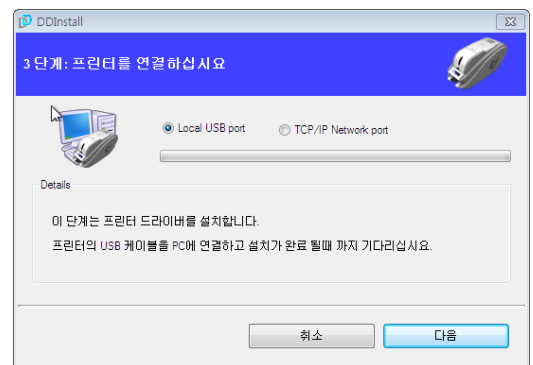 DDInstall
3 단계: 프린터를 연결하십시요
Local USB port
TCP/IP Network port
Details
이 단계는 프린터 드라이버를 설치합니다.
프린터의 USB 케이블을 PC에 연결하고 설치가 완료 될때 까지 기다리십시요.
취소
다음